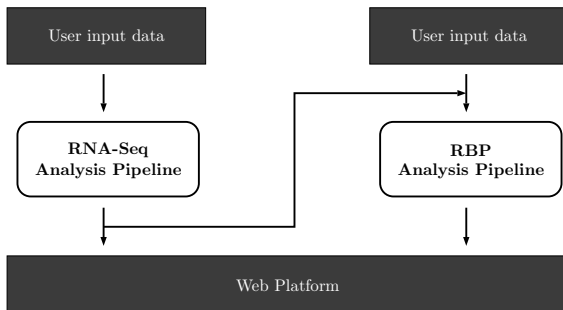 User input data
User input data
RNA-Seq
Analysis Pipeline
RBP
Analysis Pipeline
Web Platform